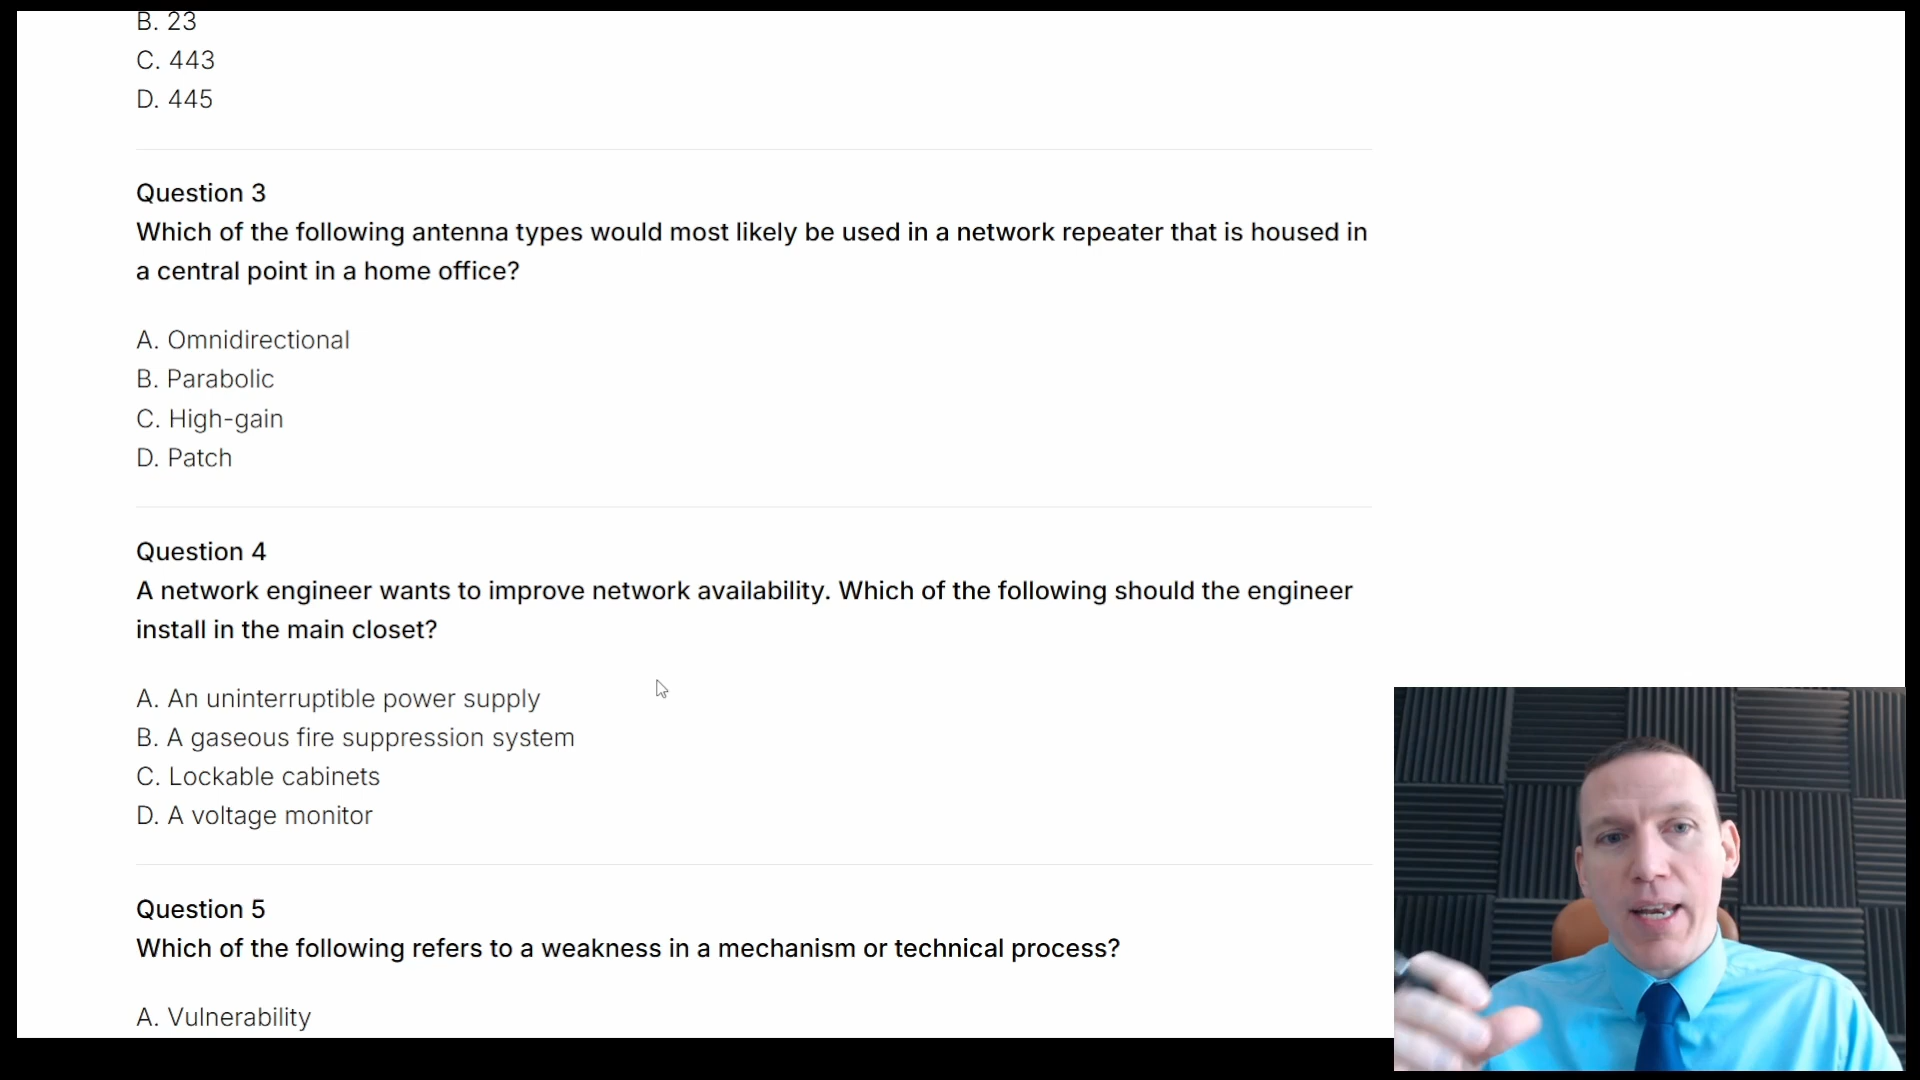 B. 23
C. 443
D. 445
Question 3
Which of the following antenna types would most likely be used in a network repeater that is housed in
a central point in a home office?
A. Omnidirectional
B. Parabolic
C. High-gain
D. Patch
Question 4
A network engineer wants to improve network availability. Which of the following should the engineer
install in the main closet?
A. An uninterruptible power supply
B. A gaseous fire suppression system
C. Lockable cabinets
D. A voltage monitor
Question 5
Which of the following refers to a weakness in a mechanism or technical process?
A. Vulnerability